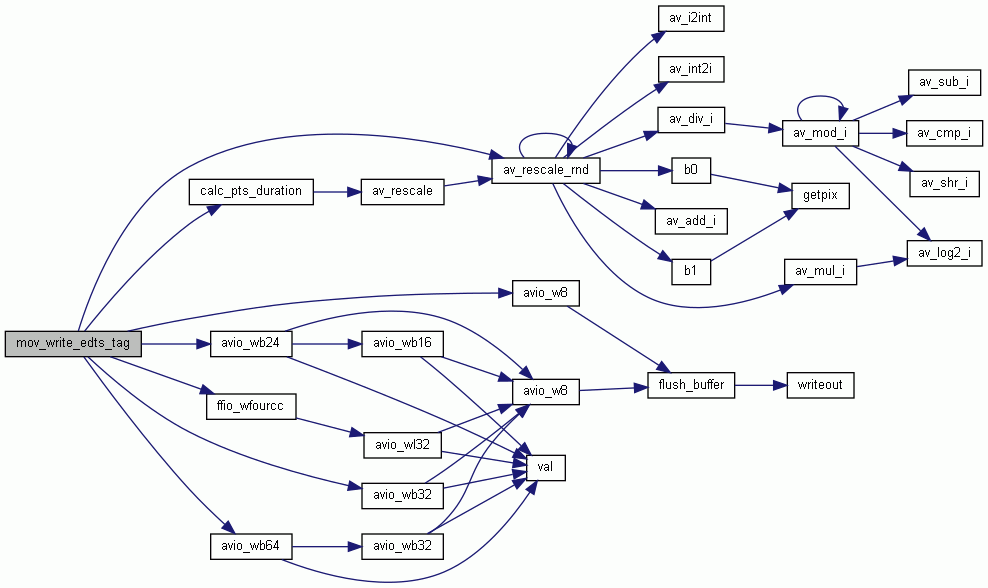 av_i2int
av_int2i
av_sub_i
av_div_i
av_mod_i
av_cmp_i
av_rescale_rnd
b0
av_shr_i
calc_pts_duration
av_rescale
getpix
av_add_i
av_log2_i
b1
av_mul_i
avio_w8
mov_write_edts_tag
avio_wb24
avio_wb16
flush_buffer
writeout
avio_w8
ffio_wfourcc
avio_wl32
val
avio_wb32
avio_wb64
avio_wb32